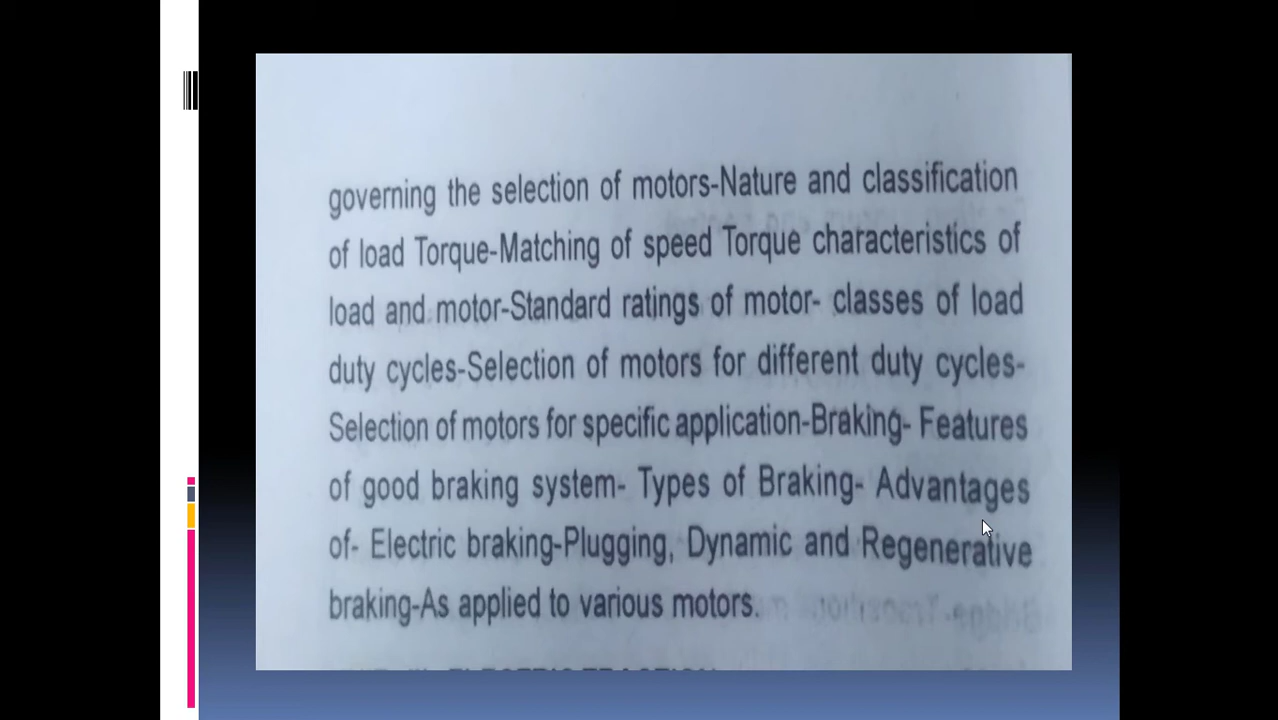 governing the selection of motors-Nature and classification
of load Torque-Matching of speed Torque characteristics of
load and motor-Standard ratings of motor- classes of load
duty cycles-Selection of motors for different duty cycles-
Selection of motors for specific application-Braking- Features
of good braking system- Types of Braking- Advantages
of- Electric braking-Plugging, Dynamic and Regenerative
braking-As applied to various motors.